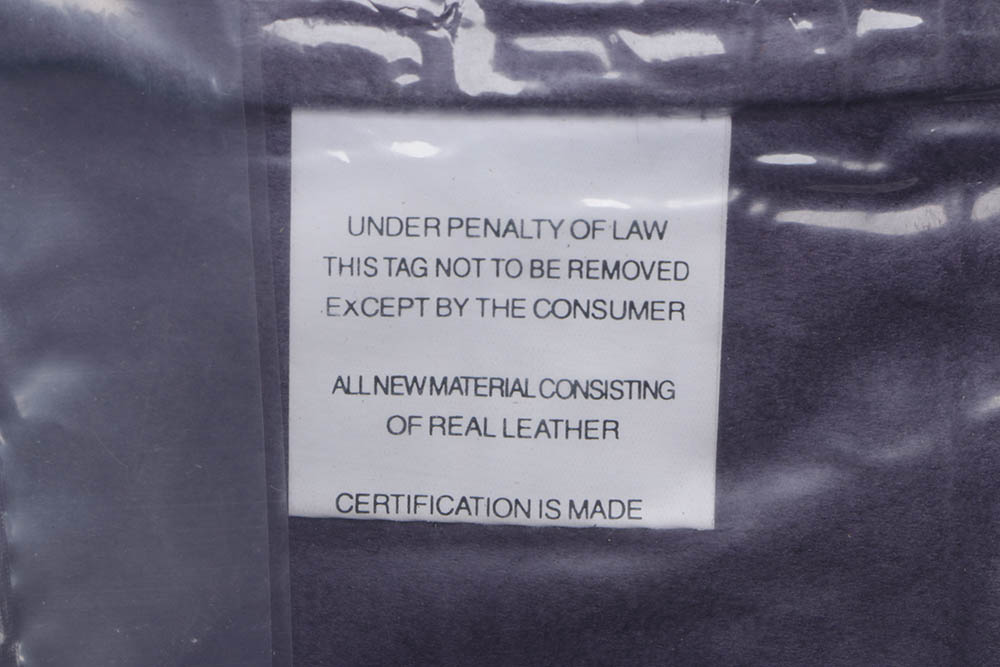 UNDER PENALTY OF LAW
THIS TAG NOT TO BE REMOVED
EXCEPT BY THE CONSUMER
ALL NEW MATERIAL CONSISTING
OF REAL LEATHER
CERTIFICATION IS MADE